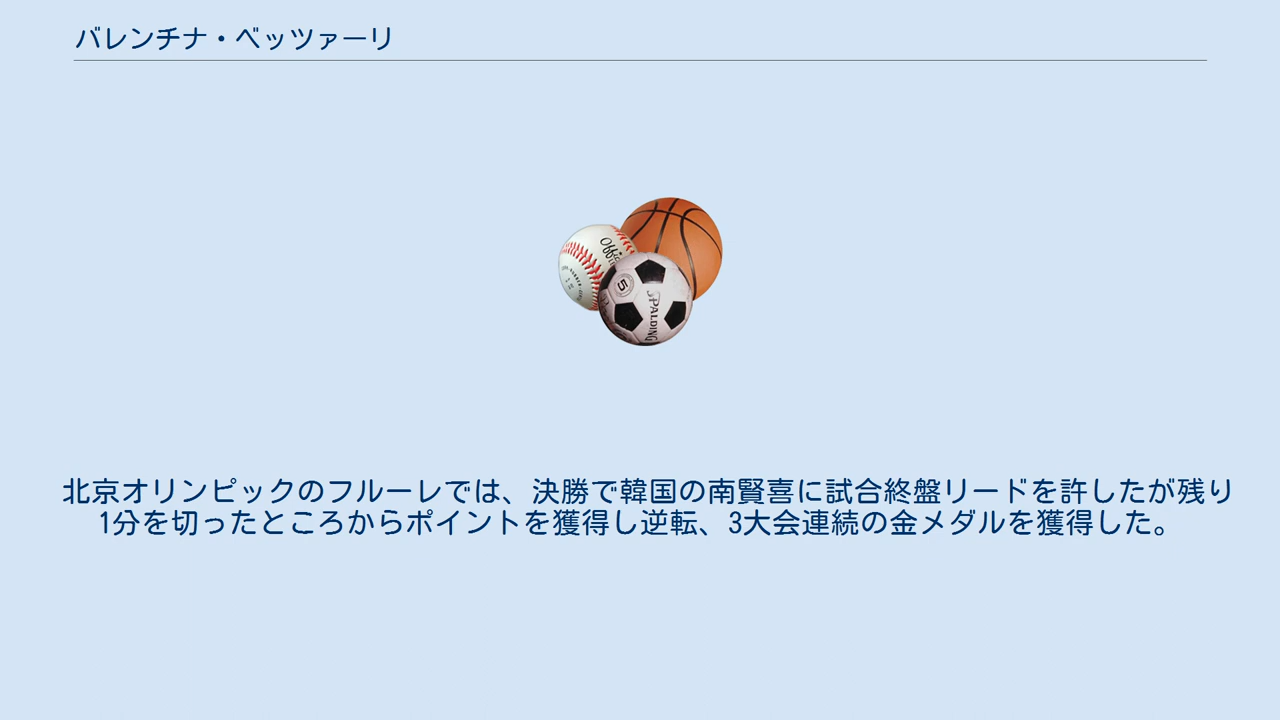 バレンチナ・ベッツァーリ
Offic
5
SPALDING
北京オリンピックのフルーレでは、決勝で韓国の南賢喜に試合終盤リードを許したが残り
1分を切ったところからポイントを獲得し逆転、3大会連続の金メダルを獲得した。